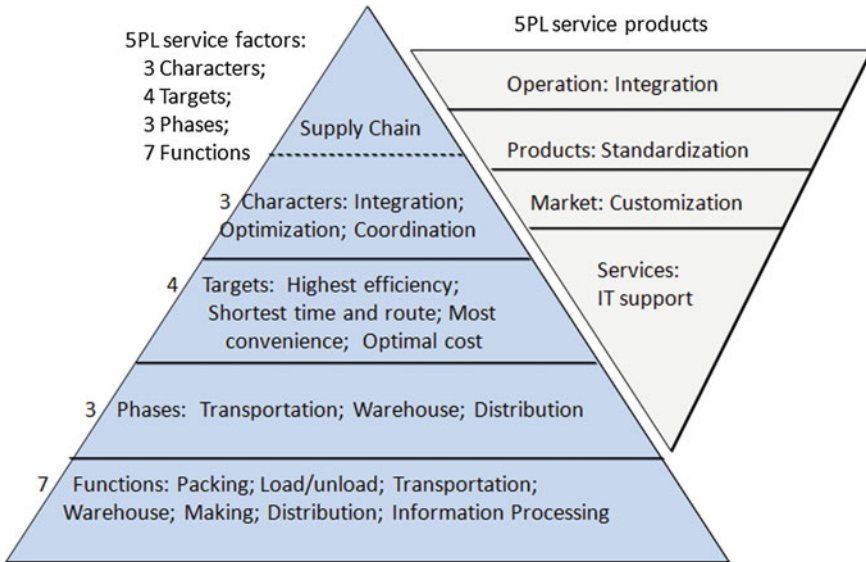 5PL service factors:
3 Characters;
4 Targets;
3 Phases;
7 Functions
Supply Chain
3 Characters: Integration;
Optimization; Coordination
4 Targets: Highest efficiency;
Shortest time and route; Most
convenience; Optimal cost
3 Phases: Transportation; Warehouse; Distribution
7 Functions: Packing; Load/unload; Transportation;
Warehouse; Making; Distribution; Information Processing
5PL service products
Operation: Integration
Products: Standardization
Market: Customization
Services:
IT support